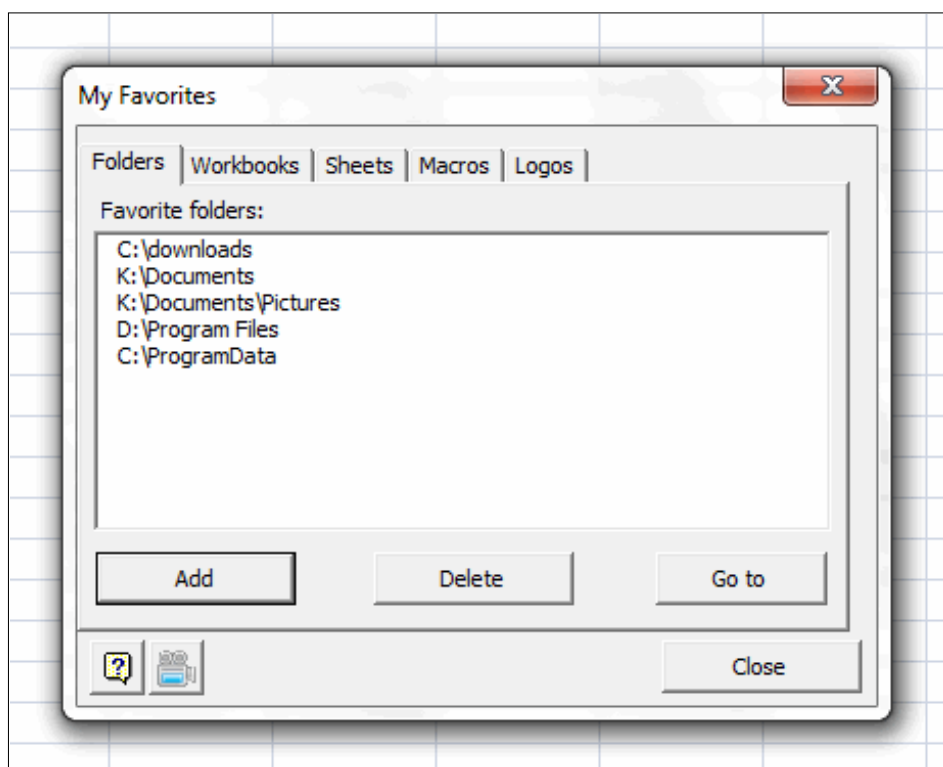 My Favorites
Folders Workbooks Sheets Macros Logos
Favorite folders:
C:\downloads
K:\Documents
K:\Documents\Pictures
D:\Program Files
C:\ProgramData
Add Delete Go to
? Close